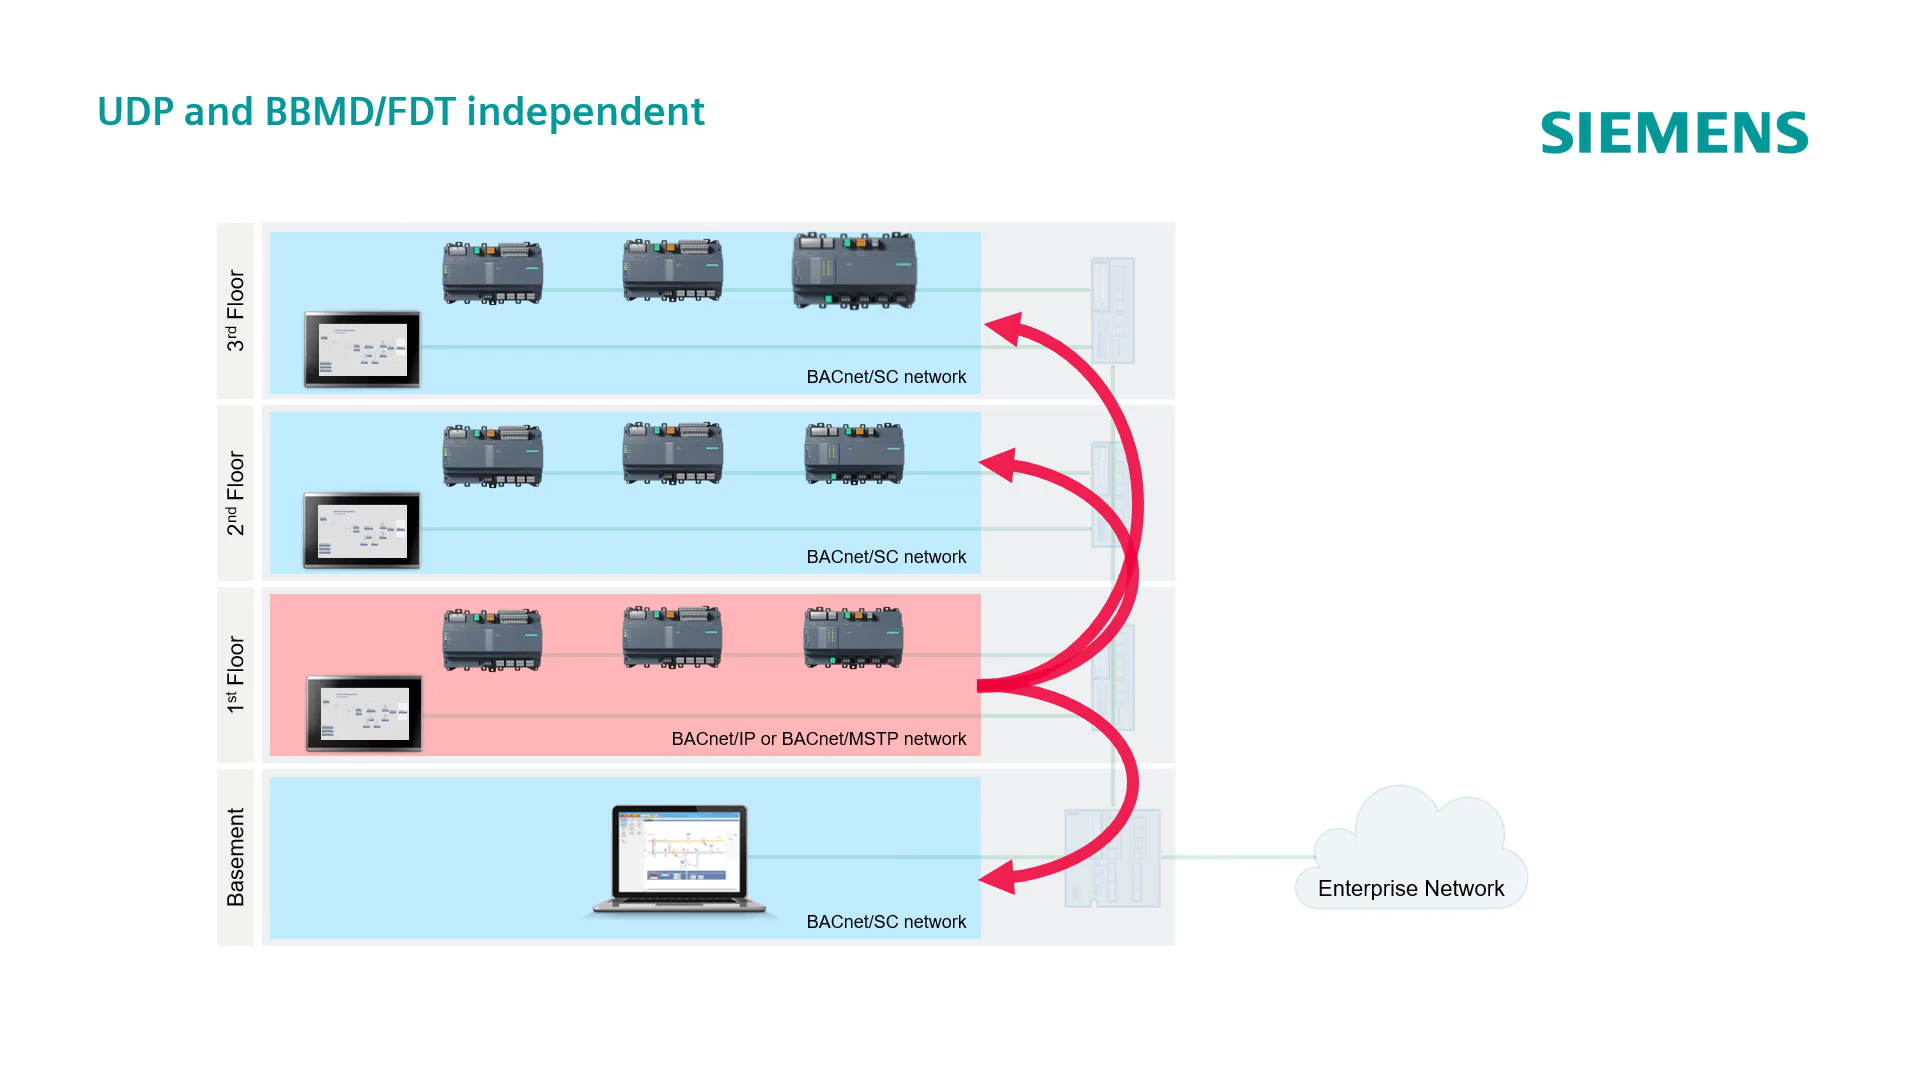 UDP and BBMD/FDT independent
SIEMENS
3rd Floor
BACnet/SC network
2nd Floor
BACnet/SC network
1st Floor
BACnet/IP or BACnet/MSTP network
Basement
BACnet/SC network
Enterprise Network